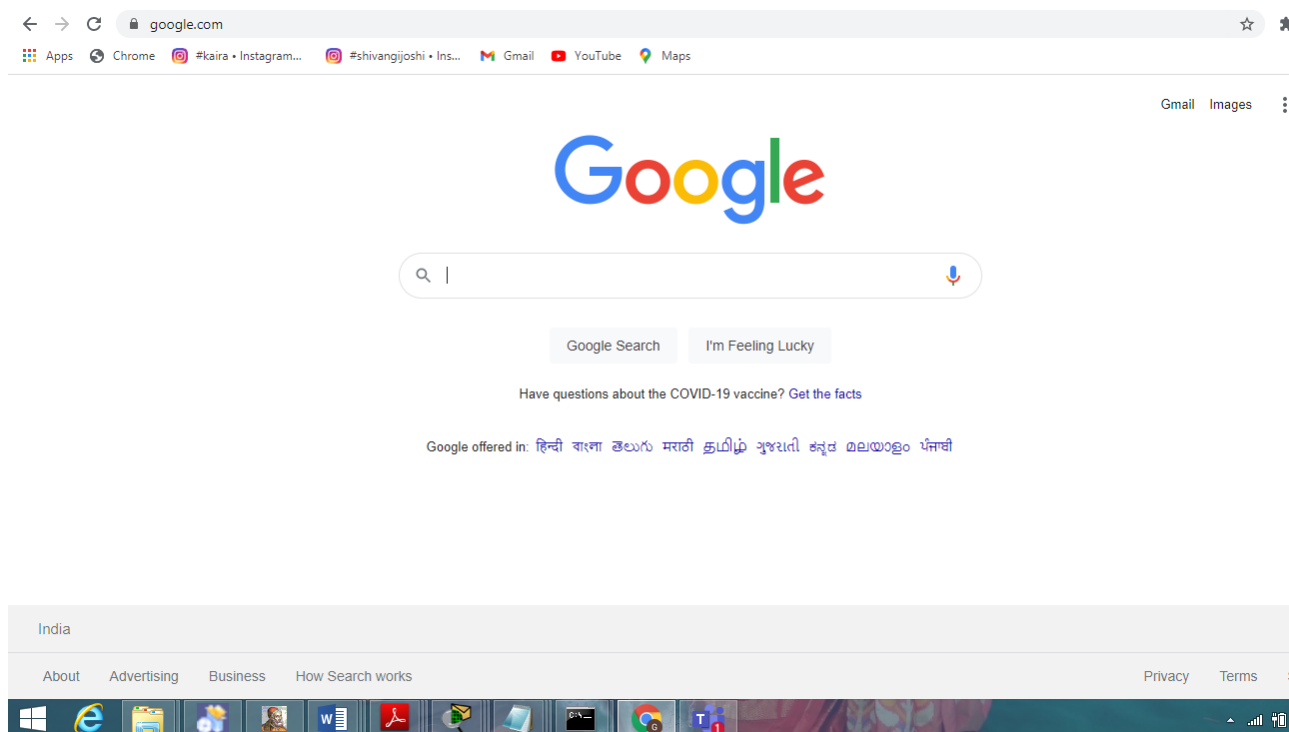 google.com
Apps Chrome #kaira • Instagram... #shivangijoshi • Ins... Gmail YouTube Maps
Gmail Images
Google
Google Search I'm Feeling Lucky
Have questions about the COVID-19 vaccine? Get the facts
Google offered in: हिन्दी বাংলা తెలుగు मराठी தமிழ் ગુજરાતી ಕನ್ನಡ മലയാളം ਪੰਜਾਬੀ
India
About Advertising Business How Search works Privacy Terms